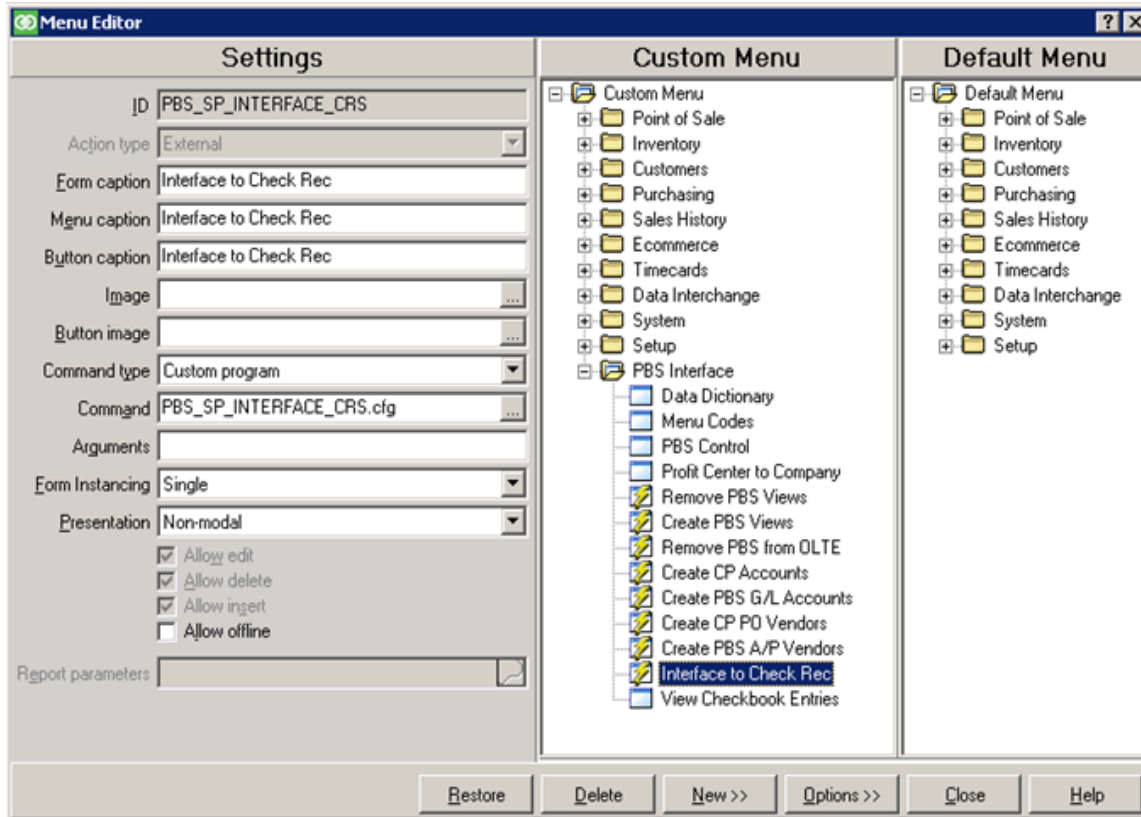 Menu Editor
Settings
ID PBS_SP_INTERFACE_CRS
Action type External
Form caption Interface to Check Rec
Menu caption Interface to Check Rec
Button caption Interface to Check Rec
Image ...
Button image ...
Command type Custom program
Command PBS_SP_INTERFACE_CRS.cfg ...
Arguments
Form Instancing Single
Presentation Non-modal
Allow edit
Allow delete
Allow insert
Allow offline
Report parameters
Custom Menu
Custom Menu
Point of Sale
Inventory
Customers
Purchasing
Sales History
Ecommerce
Timecards
Data Interchange
System
Setup
PBS Interface
Data Dictionary
Menu Codes
PBS Control
Profit Center to Company
Remove PBS Views
Create PBS Views
Remove PBS from OLTE
Create CP Accounts
Create PBS G/L Accounts
Create CP PO Vendors
Create PBS A/P Vendors
Interface to Check Rec
View Checkbook Entries
Default Menu
Default Menu
Point of Sale
Inventory
Customers
Purchasing
Sales History
Ecommerce
Timecards
Data Interchange
System
Setup
Restore
Delete
New >>
Options >>
Close
Help